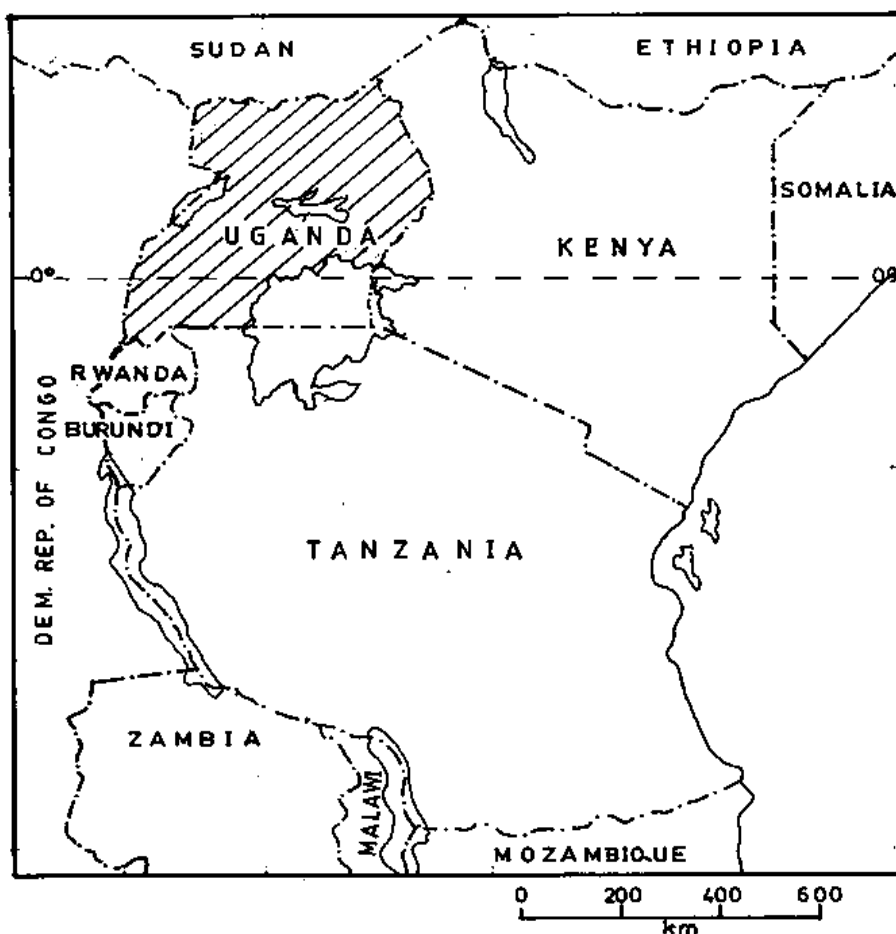 SUDAN
ETHIOPIA
SOMALIA
UGANDA
KENYA
0°
0°
RWANDA
BURUNDI
DEM. REP. OF CONGO
TANZANIA
ZAMBIA
MALAWI
MOZAMBIQUE
0 200 400 600
km